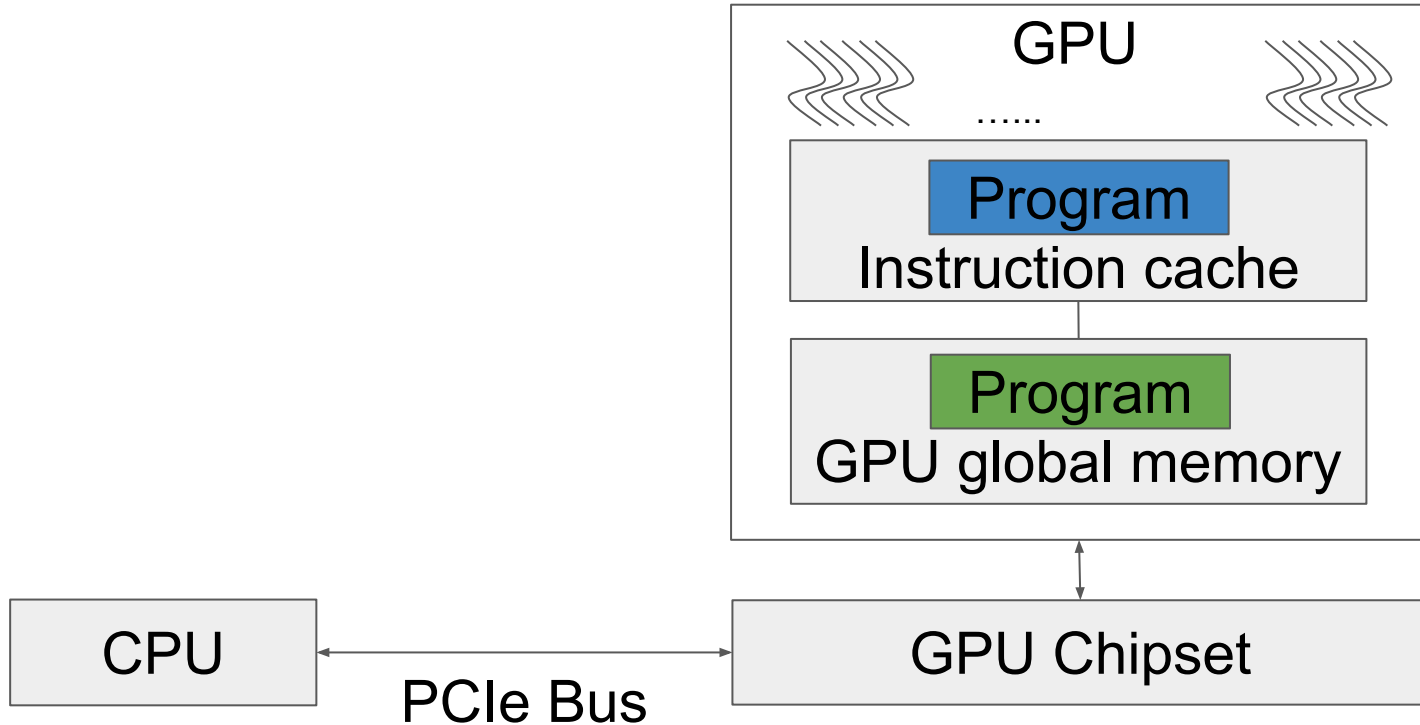 GPU
…...
Program
Instruction cache
Program
GPU global memory
CPU
PCIe Bus
GPU Chipset